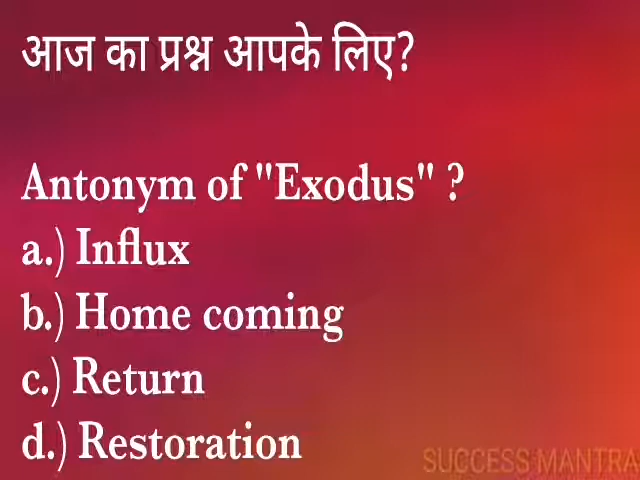 आज का प्रश्न आपके लिए?
Antonym of "Exodus" ?
a.) Influx
b.) Home coming
c.) Return
d.) Restoration
SUCCESS MANTRA